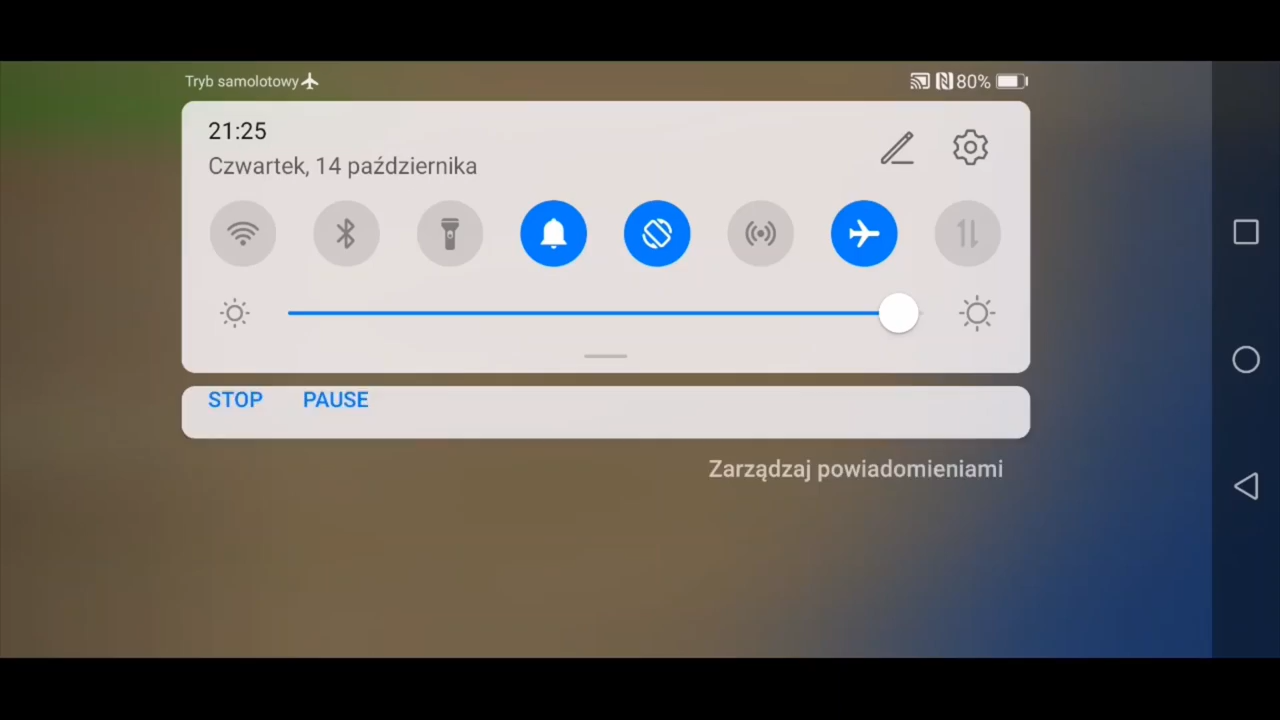 Tryb samolotowy
80%
21:25
Czwartek, 14 października
STOP PAUSE
Zarządzaj powiadomieniami